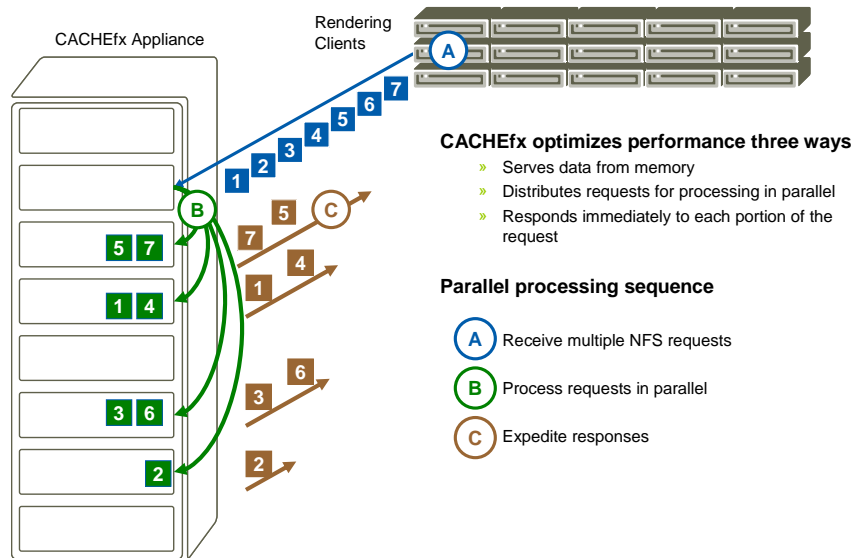 CACHEfx Appliance
Rendering
Clients
A
7
6
5
4
3
2
1
B
5 7
1 4
3 6
2
5
C
7
4
1
6
3
2
CACHEfx optimizes performance three ways
» Serves data from memory
» Distributes requests for processing in parallel
» Responds immediately to each portion of the
request
Parallel processing sequence
A Receive multiple NFS requests
B Process requests in parallel
C Expedite responses